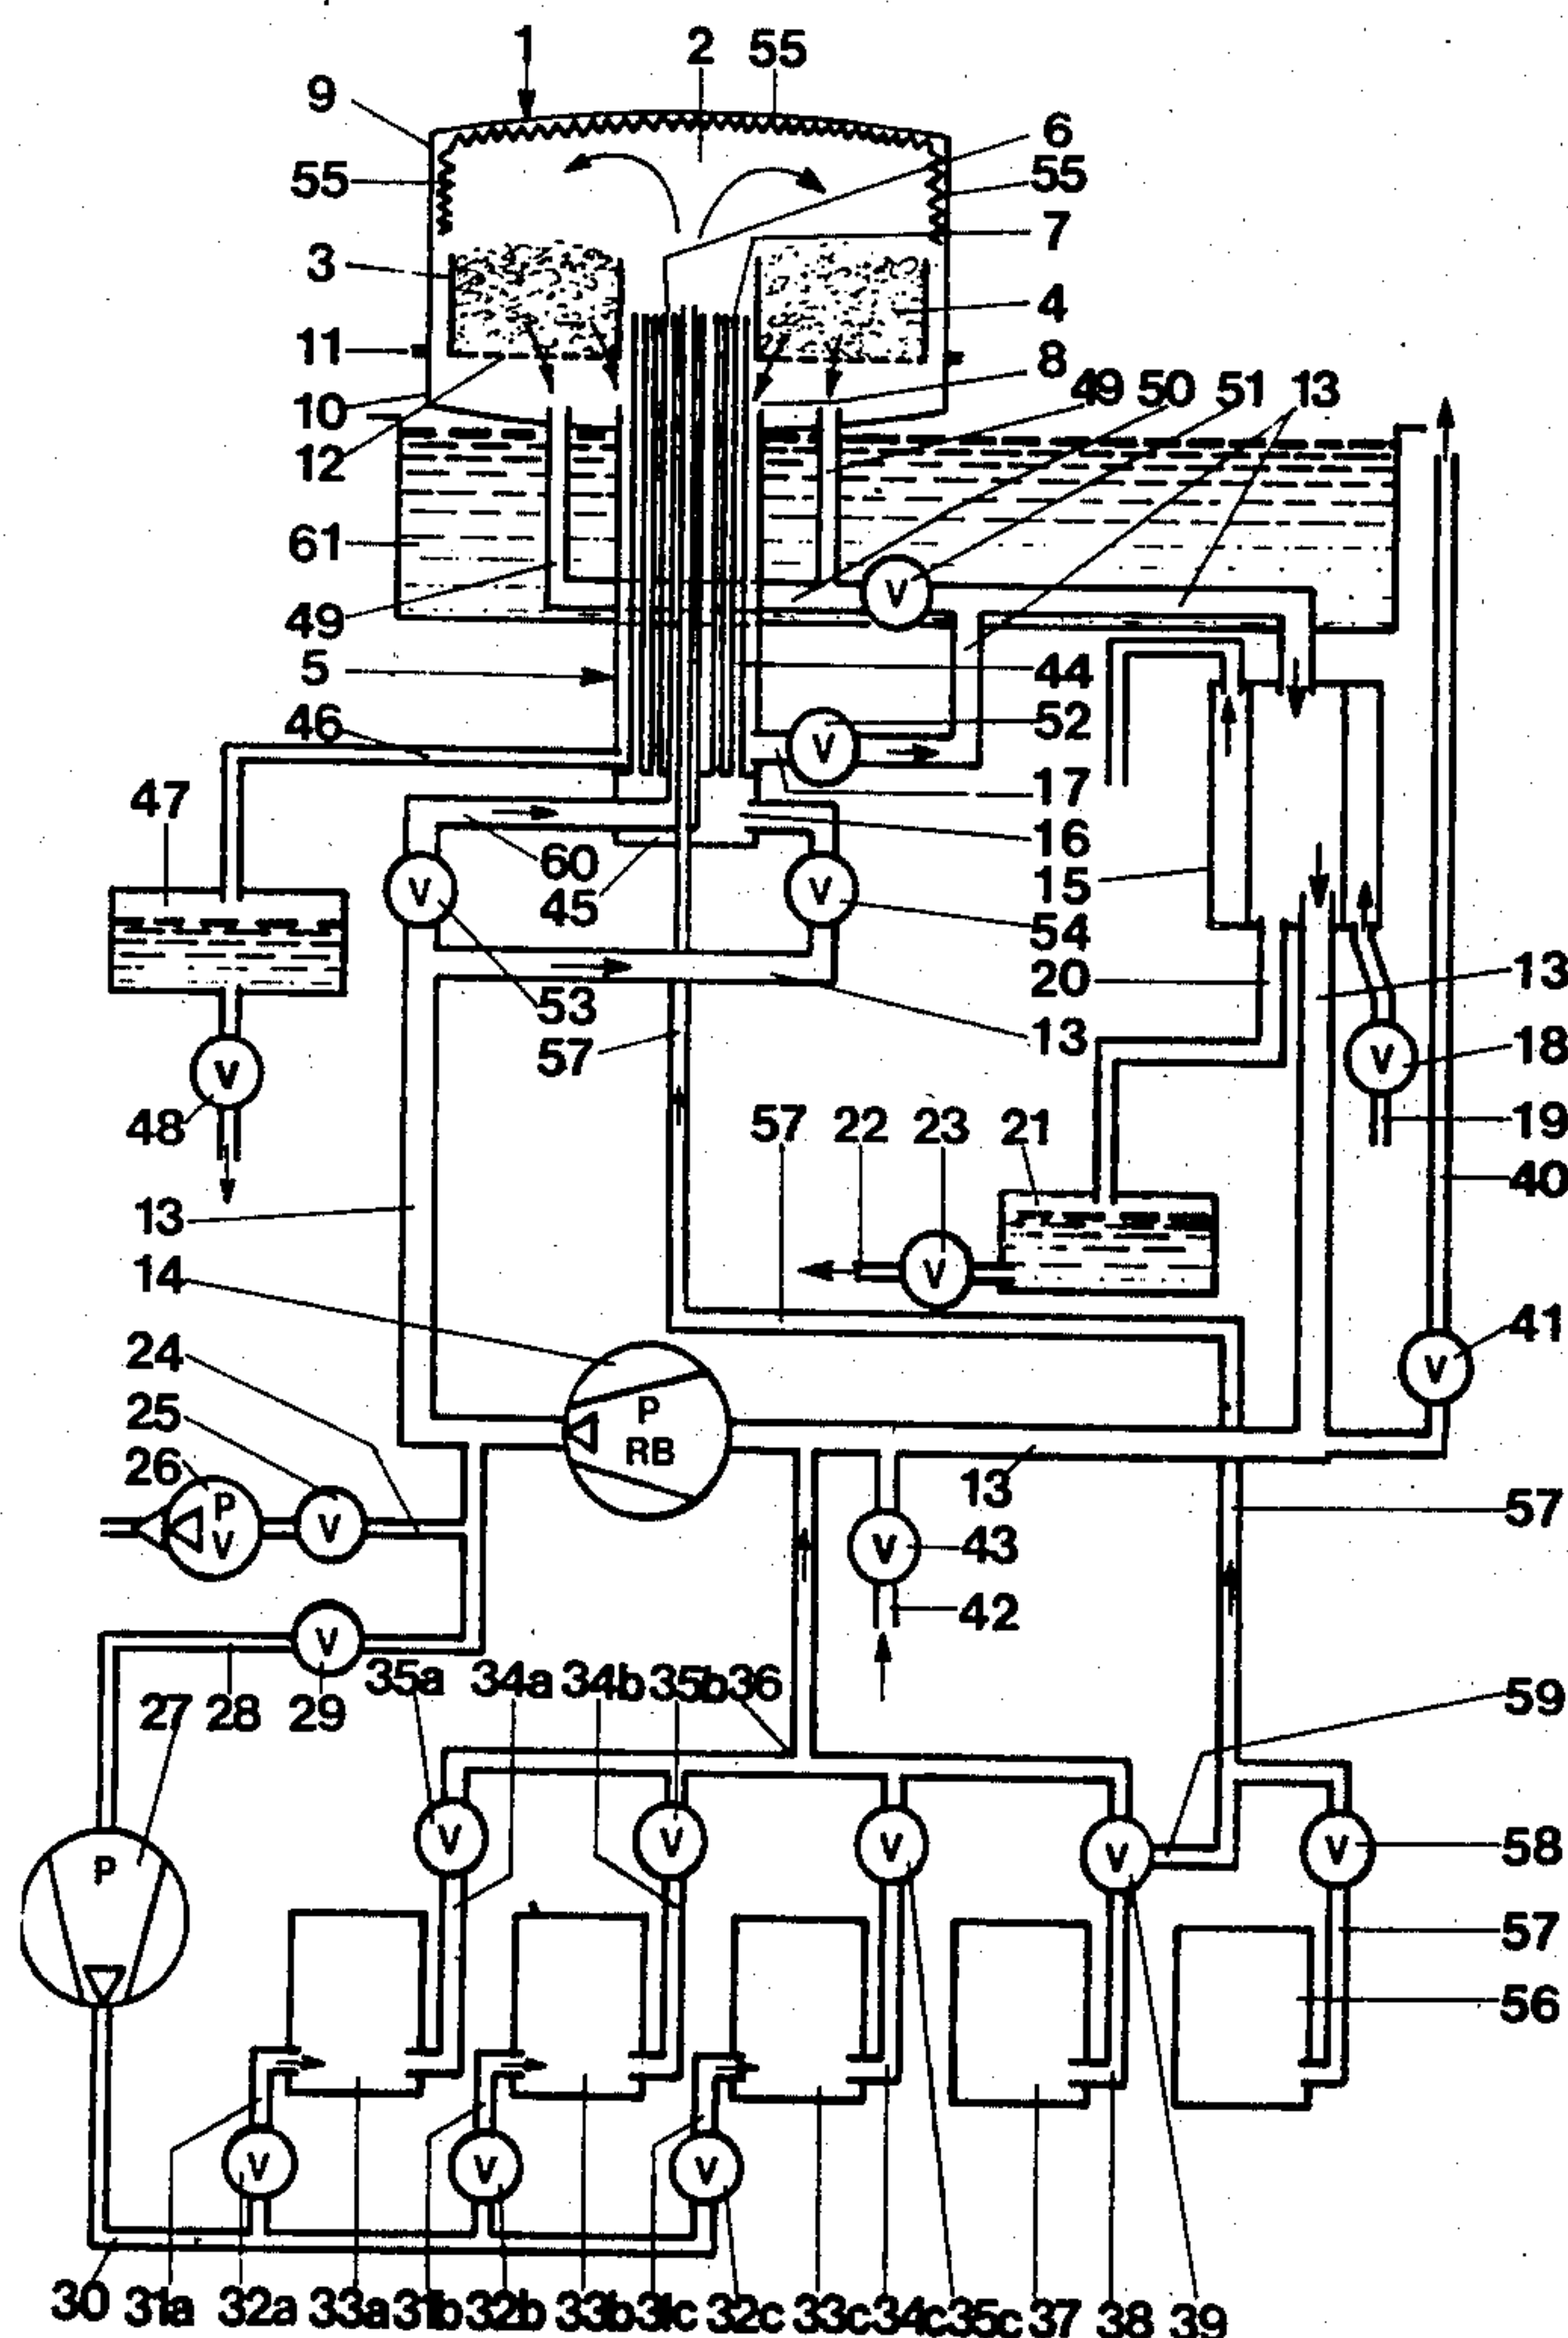 1 2 55
9
6
55 55
7
3
4
11
8
49 50 51 13
10
12
61
49
5 44
46 52
V
47 17
16
60 15
V V
45 54
20 13
53
13
57 18
V V
48 57 22 23 21 19
40
13
14 V
41
V
24 P
RB
25
26 13
P V 57
V V 43
42
V
35a 34a 34b 35b 36 59
27 28 29
V V V V V 58
P
57
56
V V V
30 31a 32a 33a 31b 32b 33b 31c 32c 33c 34c 35c 37 38 39